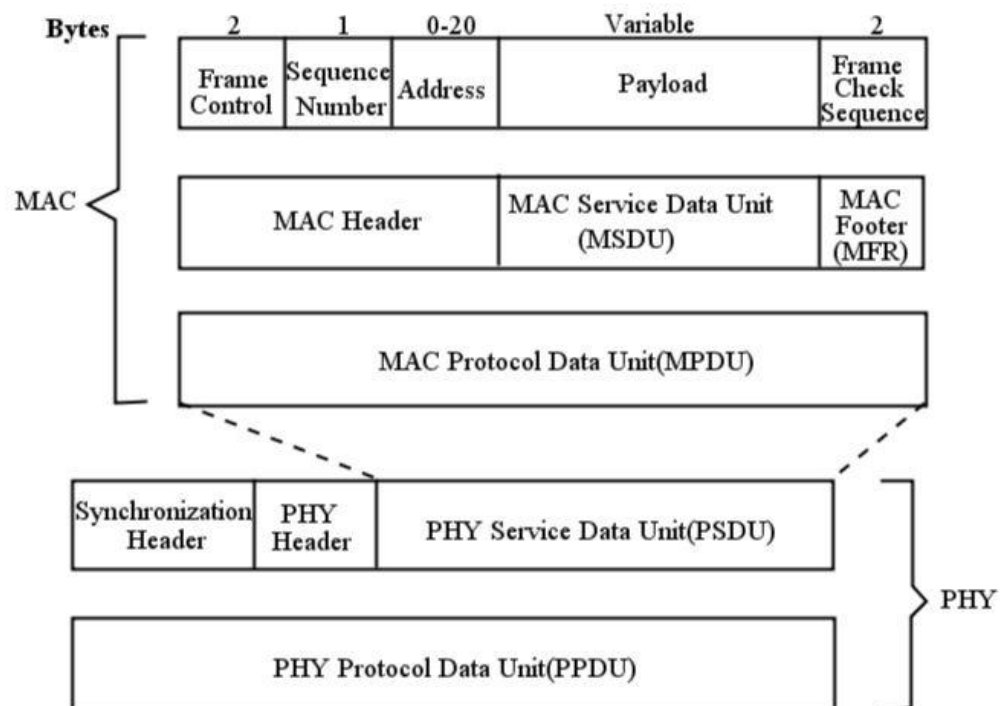 Bytes 2 1 0-20 Variable 2
Frame
Control
Sequence
Number
Address
Payload
Frame
Check
Sequence
MAC
MAC Header
MAC Service Data Unit
(MSDU)
MAC
Footer
(MFR)
MAC Protocol Data Unit(MPDU)
Synchronization
Header
PHY
Header
PHY Service Data Unit(PSDU)
PHY
PHY Protocol Data Unit(PPDU)